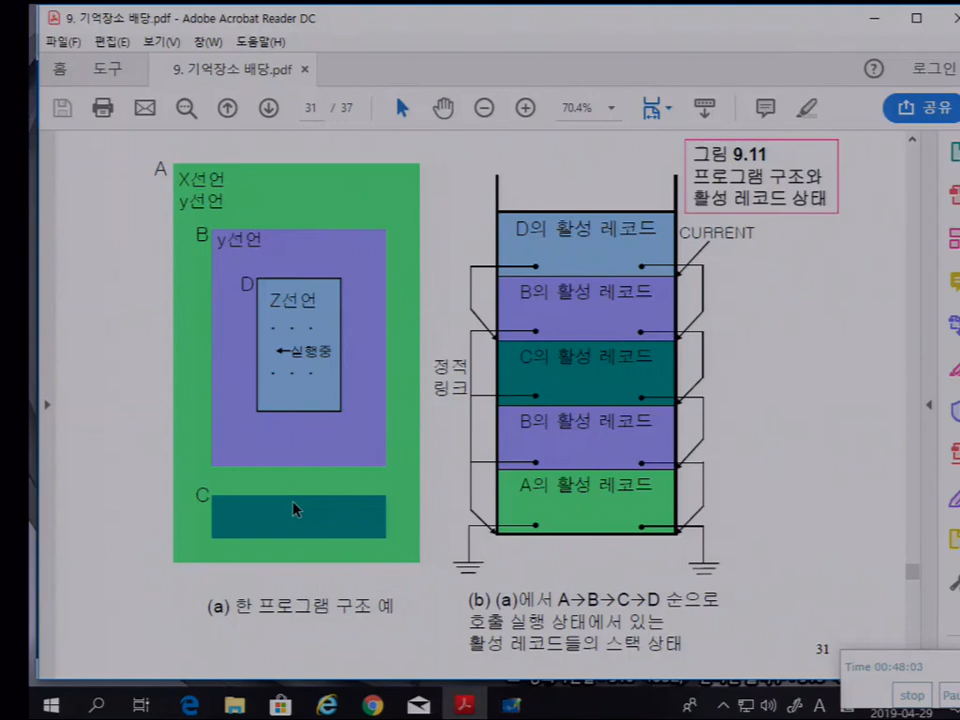 9. 기억장소 배당.pdf - Adobe Acrobat Reader DC
파일(F) 편집(E) 보기(V) 창(W) 도움말(H)
홈 도구 9. 기억장소 배당.pdf × ? 로그인
31 / 37 70.4% 공유
그림 9.11
프로그램 구조와
활성 레코드 상태
A
X선언
y선언
B
y선언
D
Z선언
. . .
←실행중
. . .
C
D의 활성 레코드
CURRENT
B의 활성 레코드
C의 활성 레코드
정적
링크
B의 활성 레코드
A의 활성 레코드
(a) 한 프로그램 구조 예
(b) (a)에서 A→B→C→D 순으로
호출 실행 상태에서 있는
활성 레코드들의 스택 상태
31
Time 00:48:03
stop Pau
A
2019-04-29